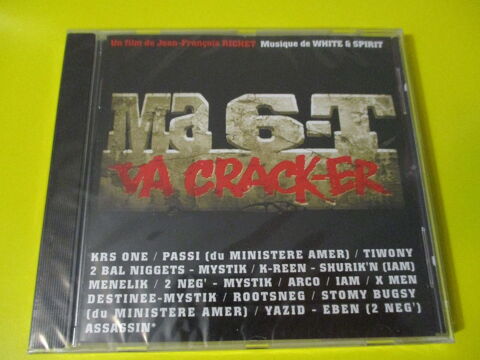 Un film de Jean-François RICHET Musique de WHITE & SPIRIT
Ma 6-T
VA CRACK-ER
KRS ONE / PASSI (du MINISTERE AMER) / TIWONY
2 BAL NIGGETS - MYSTIK / K-REEN - SHURIK'N (IAM)
MENELIK / 2 NEG' - MYSTIK / ARCO / IAM / X MEN
DESTINEE-MYSTIK / ROOTSNEG / STOMY BUGSY
(du MINISTERE AMER) / YAZID - EBEN (2 NEG')
ASSASSIN*